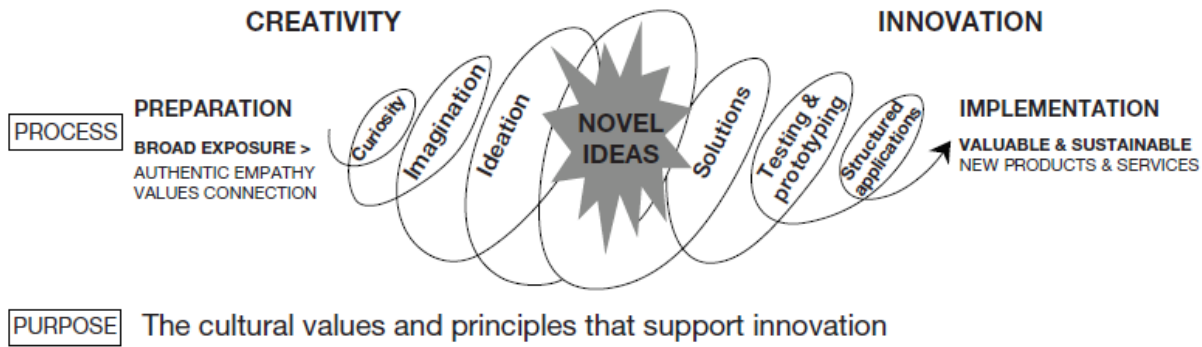 CREATIVITY
INNOVATION
PROCESS
PREPARATION
BROAD EXPOSURE >
AUTHENTIC EMPATHY
VALUES CONNECTION
Curiosity
Imagination
Ideation
NOVEL
IDEAS
Solutions
Testing &
prototyping
Structured
applications
IMPLEMENTATION
VALUABLE & SUSTAINABLE
NEW PRODUCTS & SERVICES
PURPOSE The cultural values and principles that support innovation